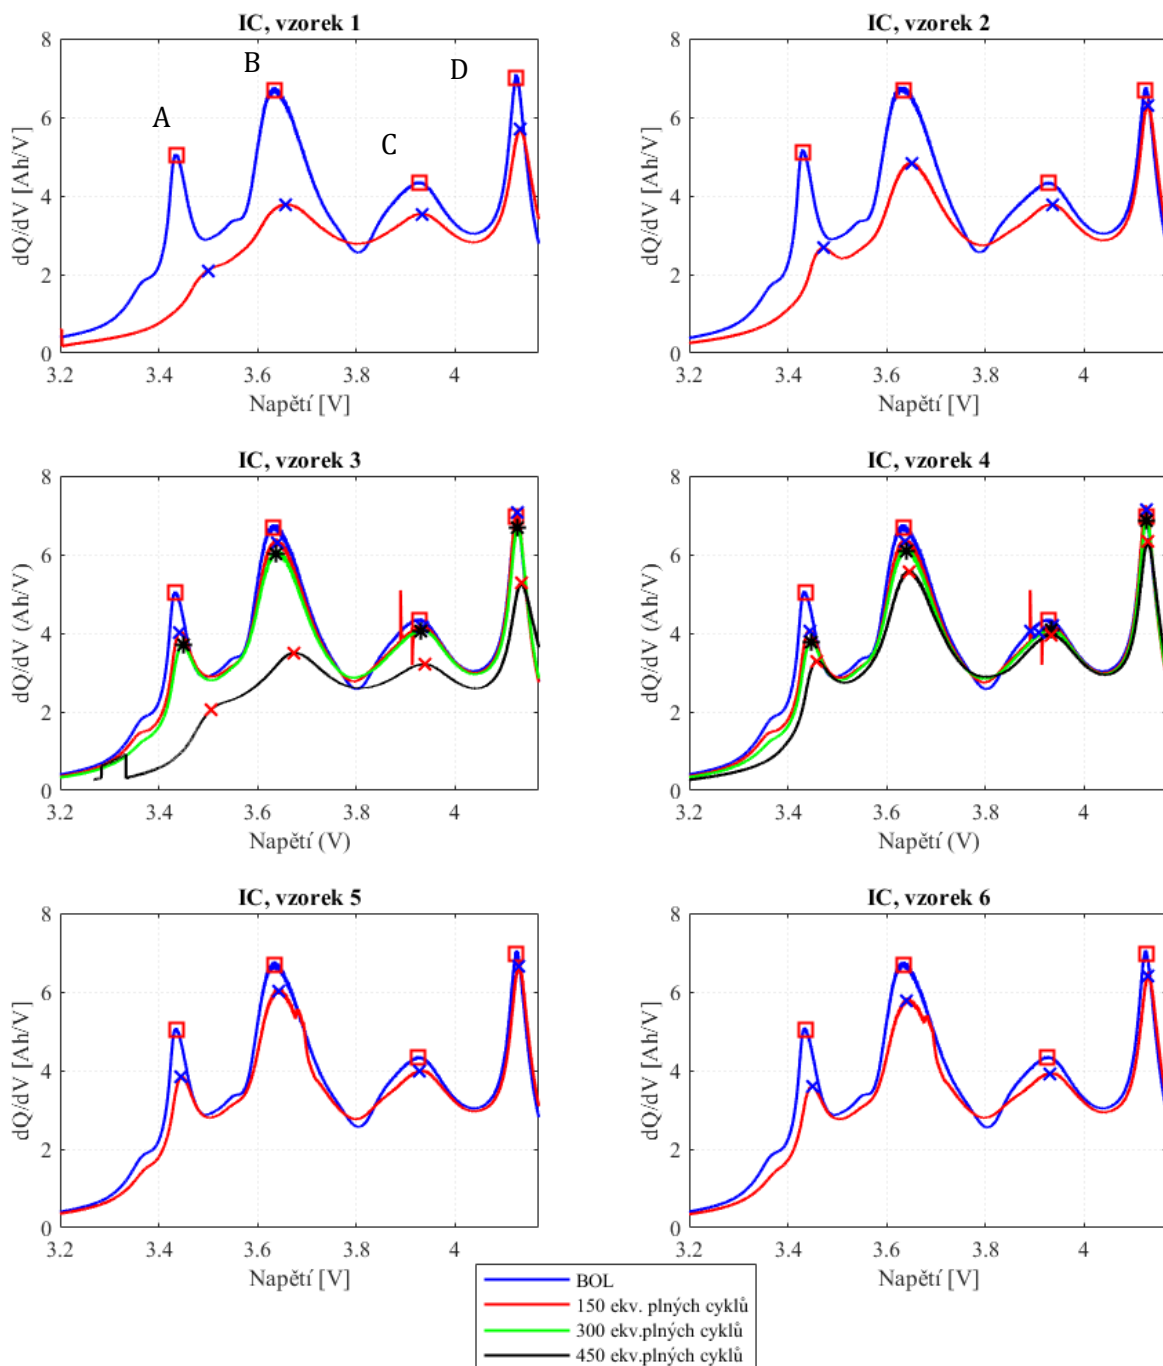 IC, vzorek 1
A
B
C
D
8
6
4
2
0
3.2
3.4
3.6
3.8
4
dQ/dV [Ah/V]
Napětí [V]
IC, vzorek 2
8
6
4
2
0
3.2
3.4
3.6
3.8
4
dQ/dV [Ah/V]
Napětí [V]
IC, vzorek 3
8
6
4
2
0
3.2
3.4
3.6
3.8
4
dQ/dV (Ah/V)
Napětí (V)
IC, vzorek 4
8
6
4
2
0
3.2
3.4
3.6
3.8
4
dQ/dV (Ah/V)
Napětí (V)
IC, vzorek 5
8
6
4
2
0
3.2
3.4
3.6
3.8
4
dQ/dV [Ah/V]
Napětí [V]
IC, vzorek 6
8
6
4
2
0
3.2
3.4
3.6
3.8
4
dQ/dV [Ah/V]
Napětí [V]
BOL
150 ekv. plných cyklů
300 ekv.plných cyklů
450 ekv.plných cyklů